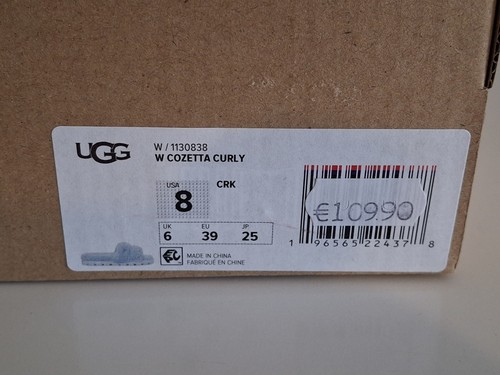 UGG
W / 1130838
W COZETTA CURLY
USA
8
CRK
UK EU JP
6 39 25
MADE IN CHINA
FABRIQUÉ EN CHINE
€109.90
1 96565 22437 8